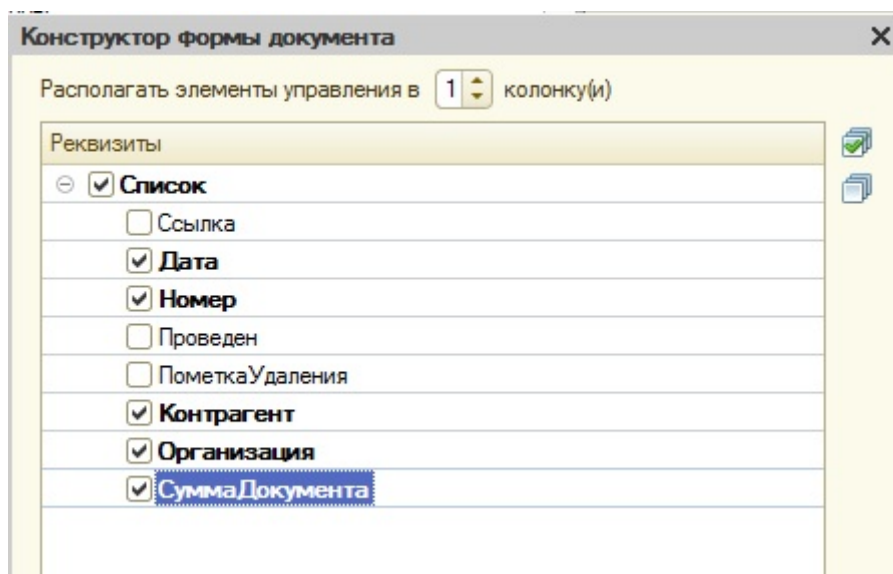 Конструктор формы документа
Располагать элементы управления в 1 колонку(и)
Реквизиты
Список
Ссылка
Дата
Номер
Проведен
ПометкаУдаления
Контрагент
Организация
СуммаДокумента